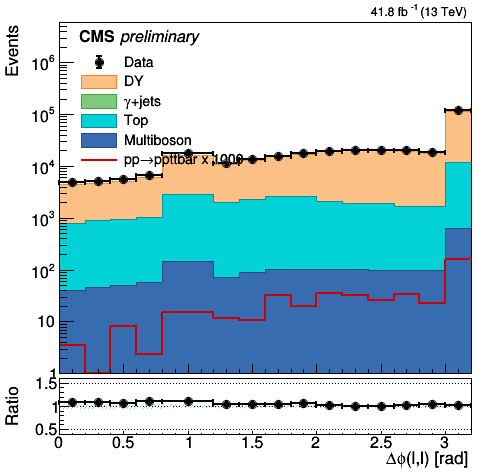 41.8 fb⁻¹ (13 TeV)
CMS preliminary
Data
DY
γ+jets
Top
Multiboson
pp→ppttbar x 1000
Events
10⁶
10⁵
10⁴
10³
10²
10
1
Ratio
1.5
1
0.5
0 0.5 1 1.5 2 2.5 3
Δϕ(l,l) [rad]